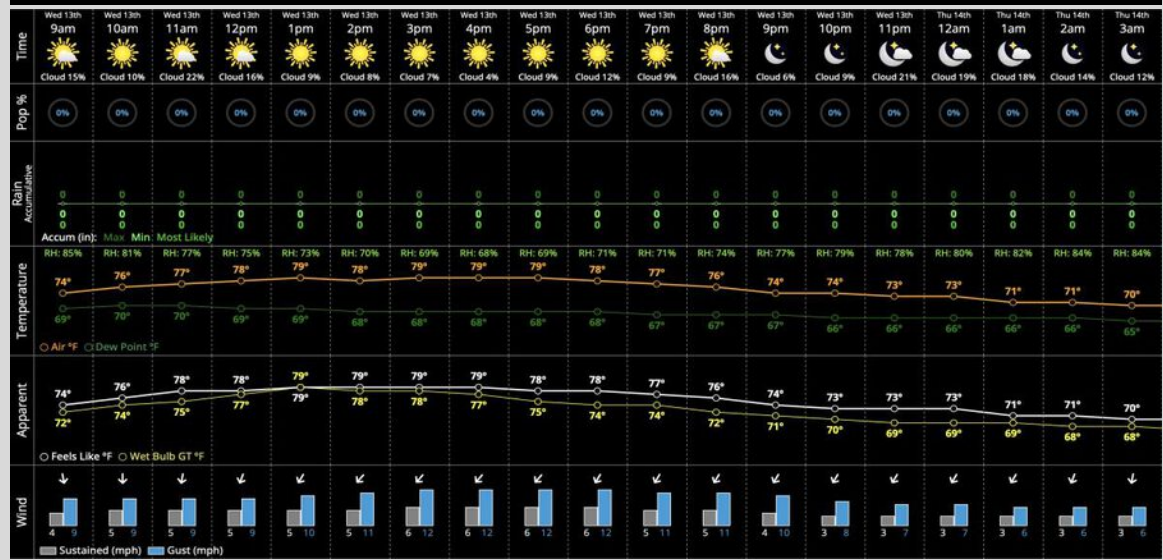 Wed 13th Wed 13th Wed 13th Wed 13th Wed 13th Wed 13th Wed 13th Wed 13th Wed 13th Wed 13th Wed 13th Wed 13th Wed 13th Wed 13th Wed 13th Thu 14th Thu 14th Thu 14th Thu 14th
Time 9am 10am 11am 12pm 1pm 2pm 3pm 4pm 5pm 6pm 7pm 8pm 9pm 10pm 11pm 12am 1am 2am 3am
Cloud 15% Cloud 10% Cloud 22% Cloud 16% Cloud 9% Cloud 8% Cloud 7% Cloud 4% Cloud 9% Cloud 12% Cloud 9% Cloud 16% Cloud 6% Cloud 9% Cloud 21% Cloud 19% Cloud 18% Cloud 14% Cloud 12%
Pop % 0% 0% 0% 0% 0% 0% 0% 0% 0% 0% 0% 0% 0% 0% 0% 0% 0% 0% 0%
Rain
Accumulative
0 0 0 0 0 0 0 0 0 0 0 0 0 0 0 0 0 0 0
0 0 0 0 0 0 0 0 0 0 0 0 0 0 0 0 0 0 0
0 0 0 0 0 0 0 0 0 0 0 0 0 0 0 0 0 0 0
Accum (in): Max Min Most Likely
RH: 85% RH: 81% RH: 77% RH: 75% RH: 73% RH: 70% RH: 69% RH: 68% RH: 69% RH: 71% RH: 71% RH: 74% RH: 77% RH: 79% RH: 78% RH: 80% RH: 82% RH: 84% RH: 84%
Temperature
74° 76° 77° 78° 79° 78° 79° 79° 79° 78° 77° 76° 74° 74° 73° 73° 71° 71° 70°
69° 70° 70° 69° 69° 68° 68° 68° 68° 68° 67° 67° 67° 66° 66° 66° 66° 66° 65°
Air °F Dew Point °F
Apparent
74° 76° 78° 78° 79° 79° 79° 79° 78° 78° 77° 76° 74° 73° 73° 73° 71° 71° 70°
72° 74° 75° 77° 79° 78° 78° 77° 75° 74° 74° 72° 71° 70° 69° 69° 69° 68° 68°
Feels Like °F Wet Bulb GT °F
Wind
4 9 5 9 5 9 5 9 5 10 5 11 6 12 6 12 6 12 6 12 5 11 5 11 4 10 3 8 3 7 3 7 3 6 3 6 3 6
Sustained (mph) Gust (mph)